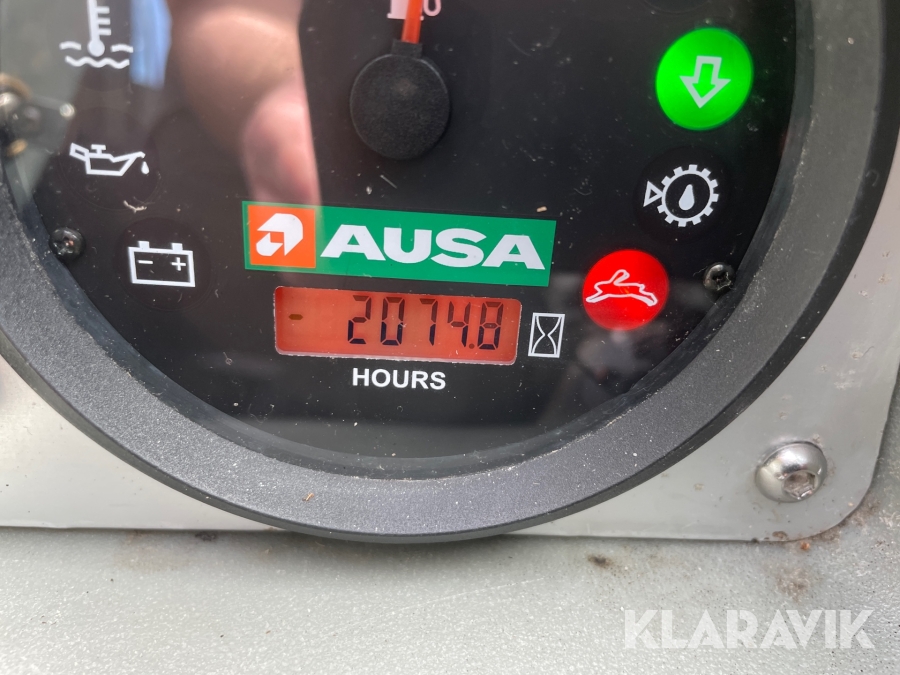 AUSA
- 2074.8
HOURS
KLARAVIK